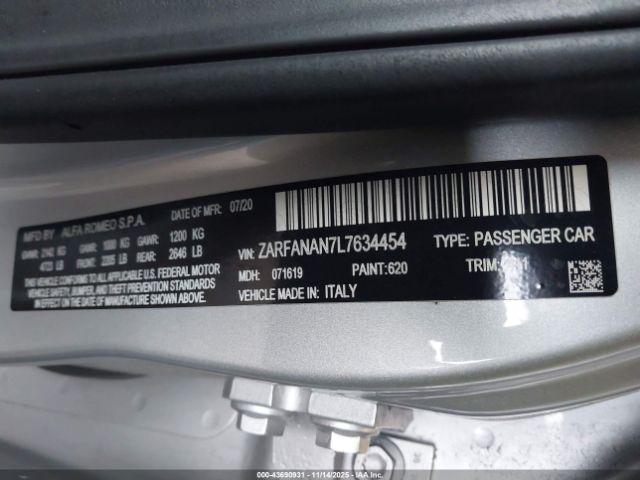 MFD BY ALFA ROMEO S.P.A. DATE OF MFR: 07/20
GVWR: 2142 KG GAWR: 1000 KG GAWR: 1200 KG
4723 LB FRONT: 2205 LB REAR: 2646 LB
THIS VEHICLE CONFORMS TO ALL APPLICABLE U.S. FEDERAL MOTOR
VEHICLE SAFETY, BUMPER, AND THEFT PREVENTION STANDARDS
IN EFFECT ON THE DATE OF MANUFACTURE SHOWN ABOVE.
VIN: ZARFANAN7L7634454 TYPE: PASSENGER CAR
MDH: 071619 PAINT: 620 TRIM:
VEHICLE MADE IN: ITALY
000-43690931 - 11/14/2025 - IAAI.COM